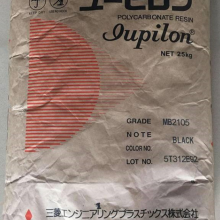 ユーピロン
POLYCARBONATE RESIN
Iupilon
NET 25kg
GRADE MB2105
NOTE
BLACK
COLOR NO.
LOT NO. 5T312E92
三菱エンジニアリングプラスチックス株式会社